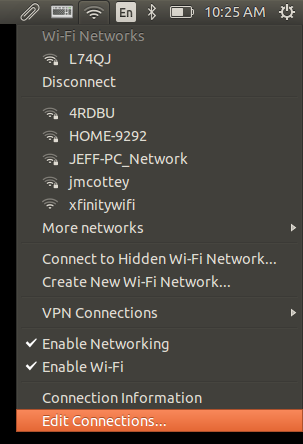 En 10:25 AM
Wi-Fi Networks
L74QJ
Disconnect
4RDBU
HOME-9292
JEFF-PC_Network
jmcottey
xfinitywifi
More networks
Connect to Hidden Wi-Fi Network...
Create New Wi-Fi Network...
VPN Connections
Enable Networking
Enable Wi-Fi
Connection Information
Edit Connections...